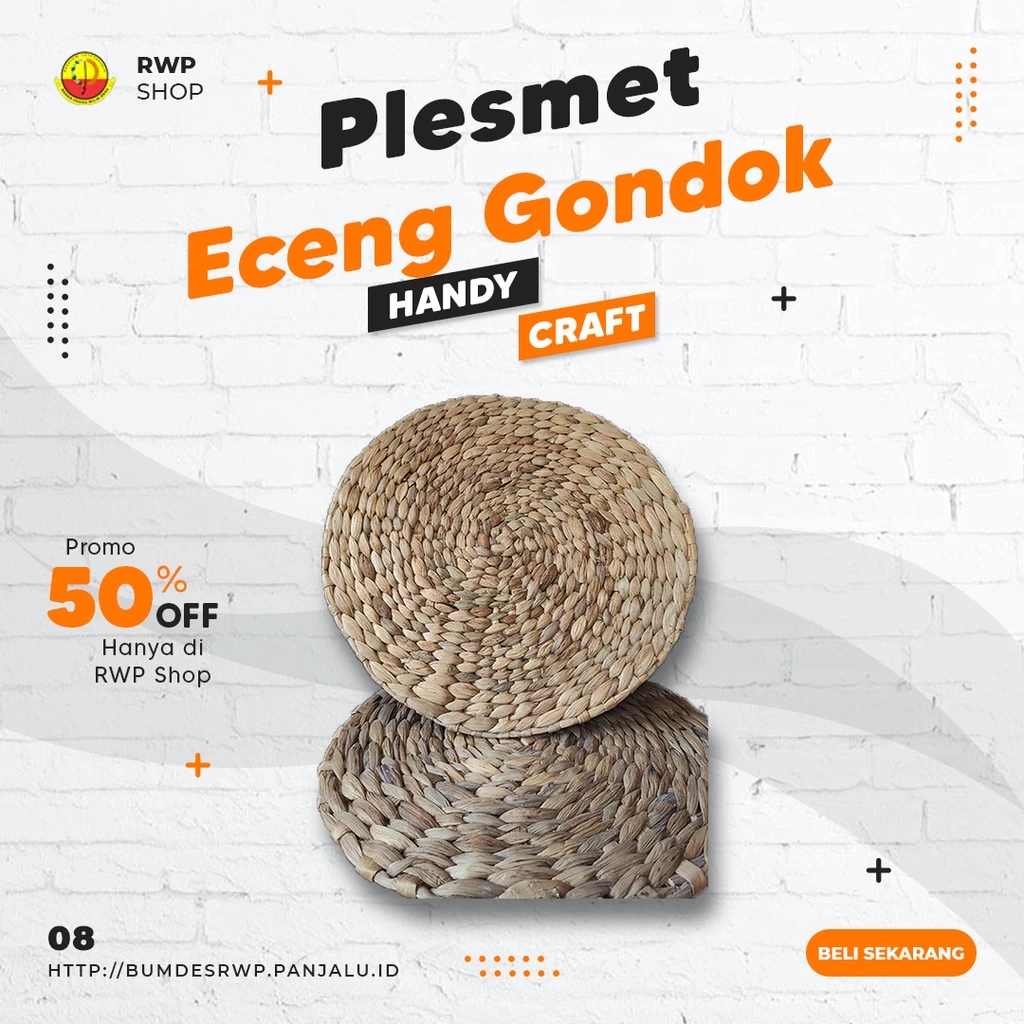 RWP
SHOP
Plesmet
Eceng Gondok
HANDY
CRAFT
Promo
50%
OFF
Hanya di
RWP Shop
08
HTTP://BUMDESRWP.PANJALU.ID
BELI SEKARANG